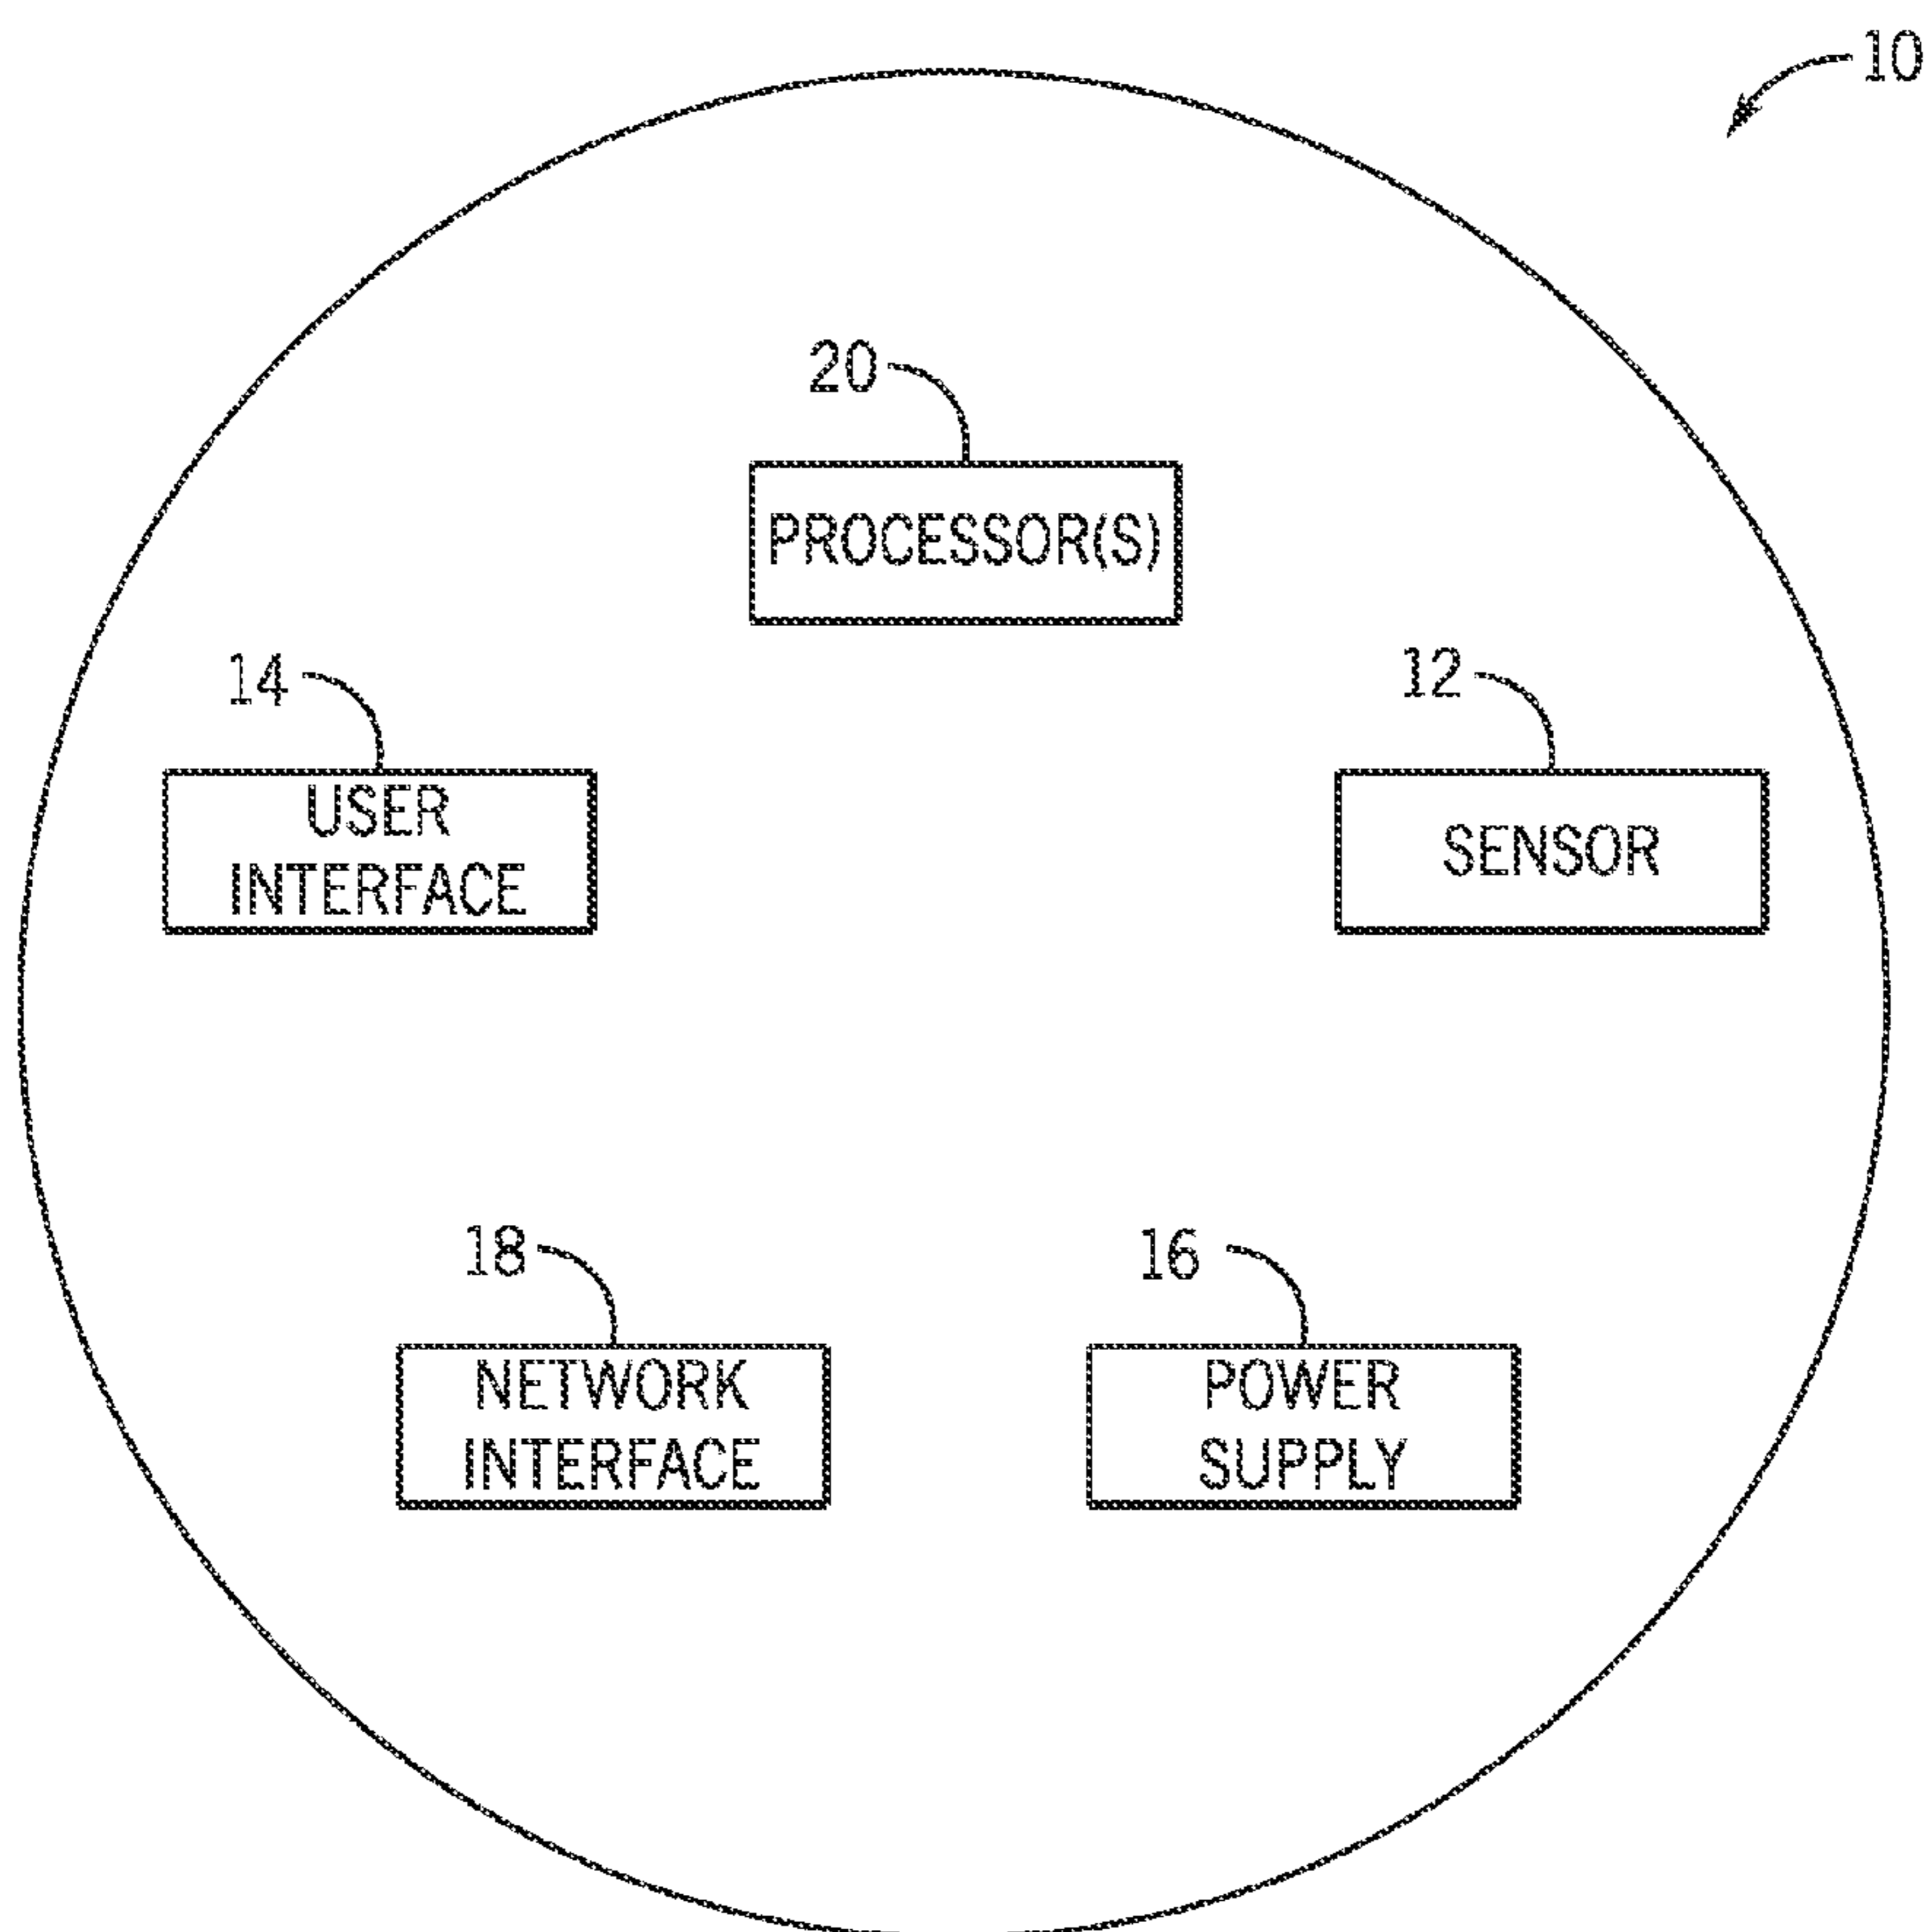 10
20
PROCESSOR(S)
14
12
USER
INTERFACE
SENSOR
18
16
NETWORK
INTERFACE
POWER
SUPPLY